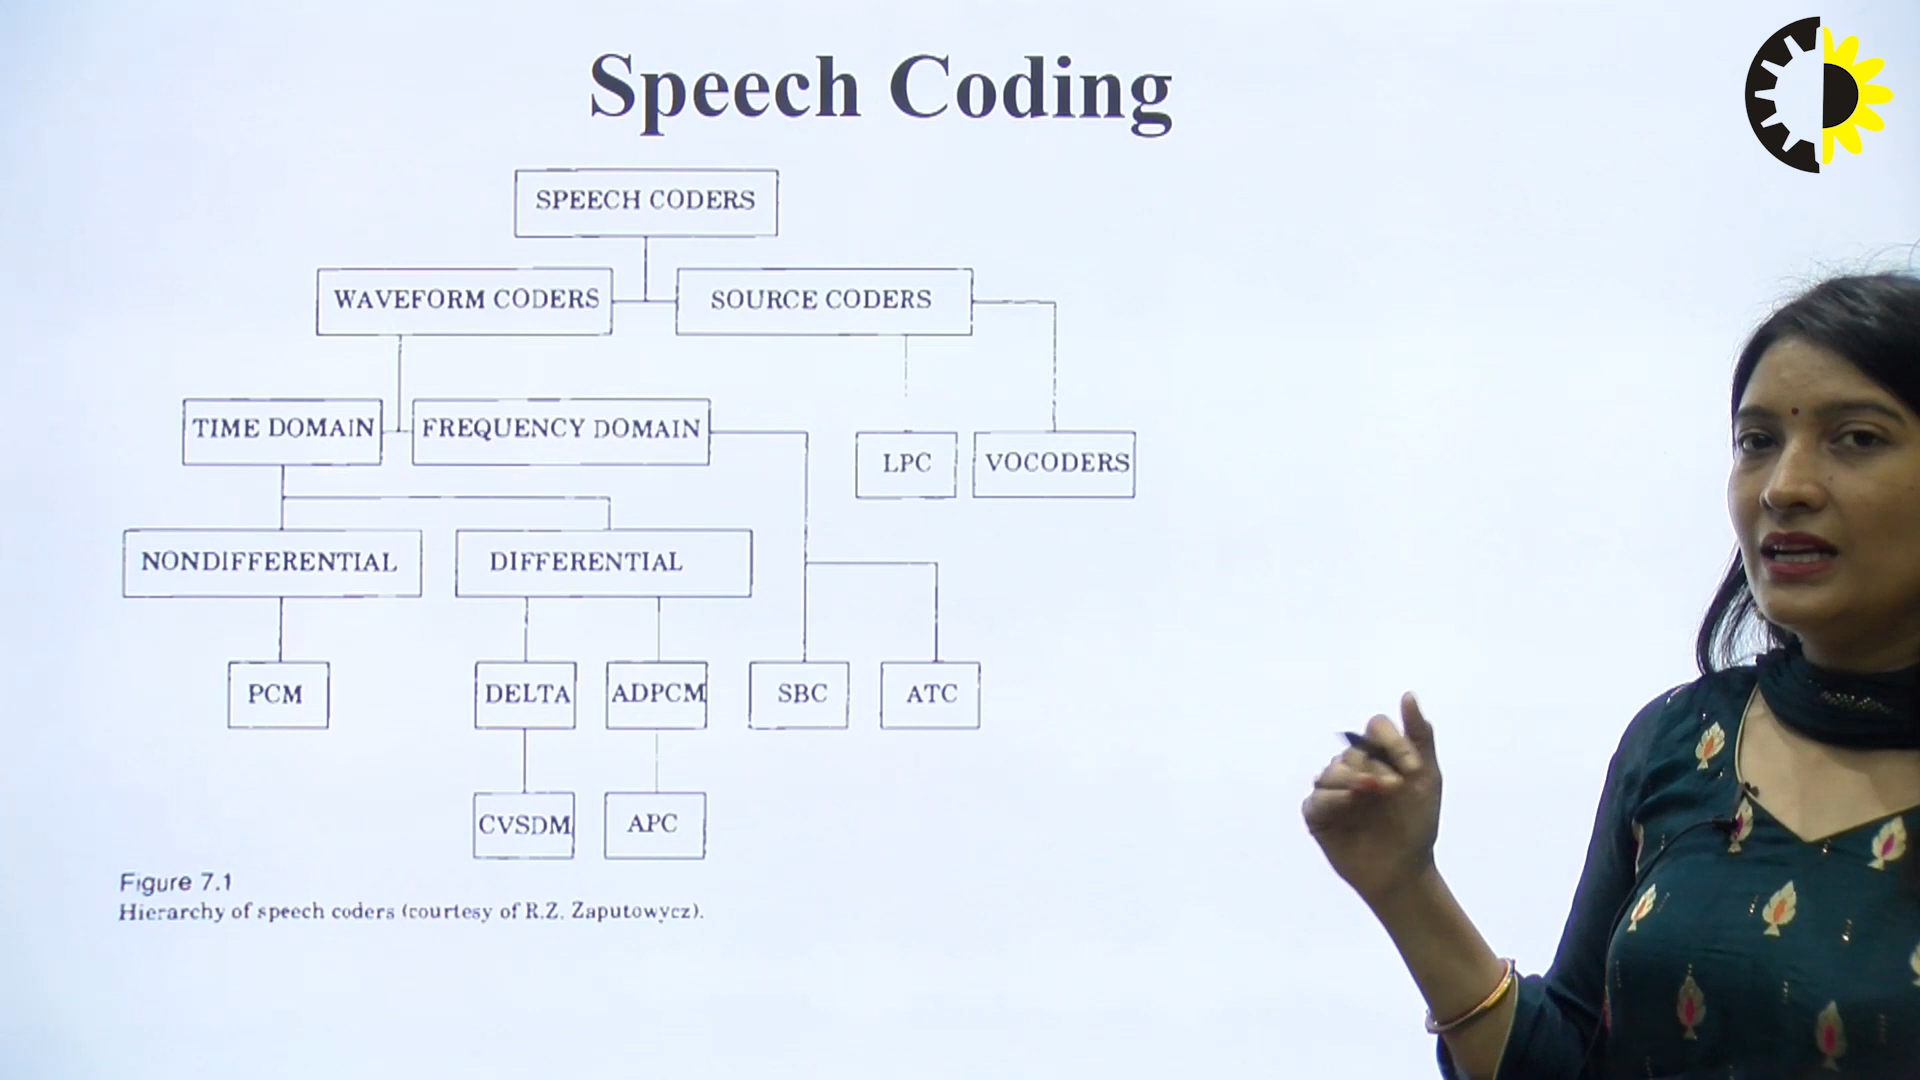 Speech Coding
SPEECH CODERS
WAVEFORM CODERS
SOURCE CODERS
TIME DOMAIN
FREQUENCY DOMAIN
LPC
VOCODERS
NONDIFFERENTIAL
DIFFERENTIAL
PCM
DELTA
ADPCM
SBC
ATC
CVSDM
APC
Figure 7.1
Hierarchy of speech coders (courtesy of R.Z. Zaputowycz).